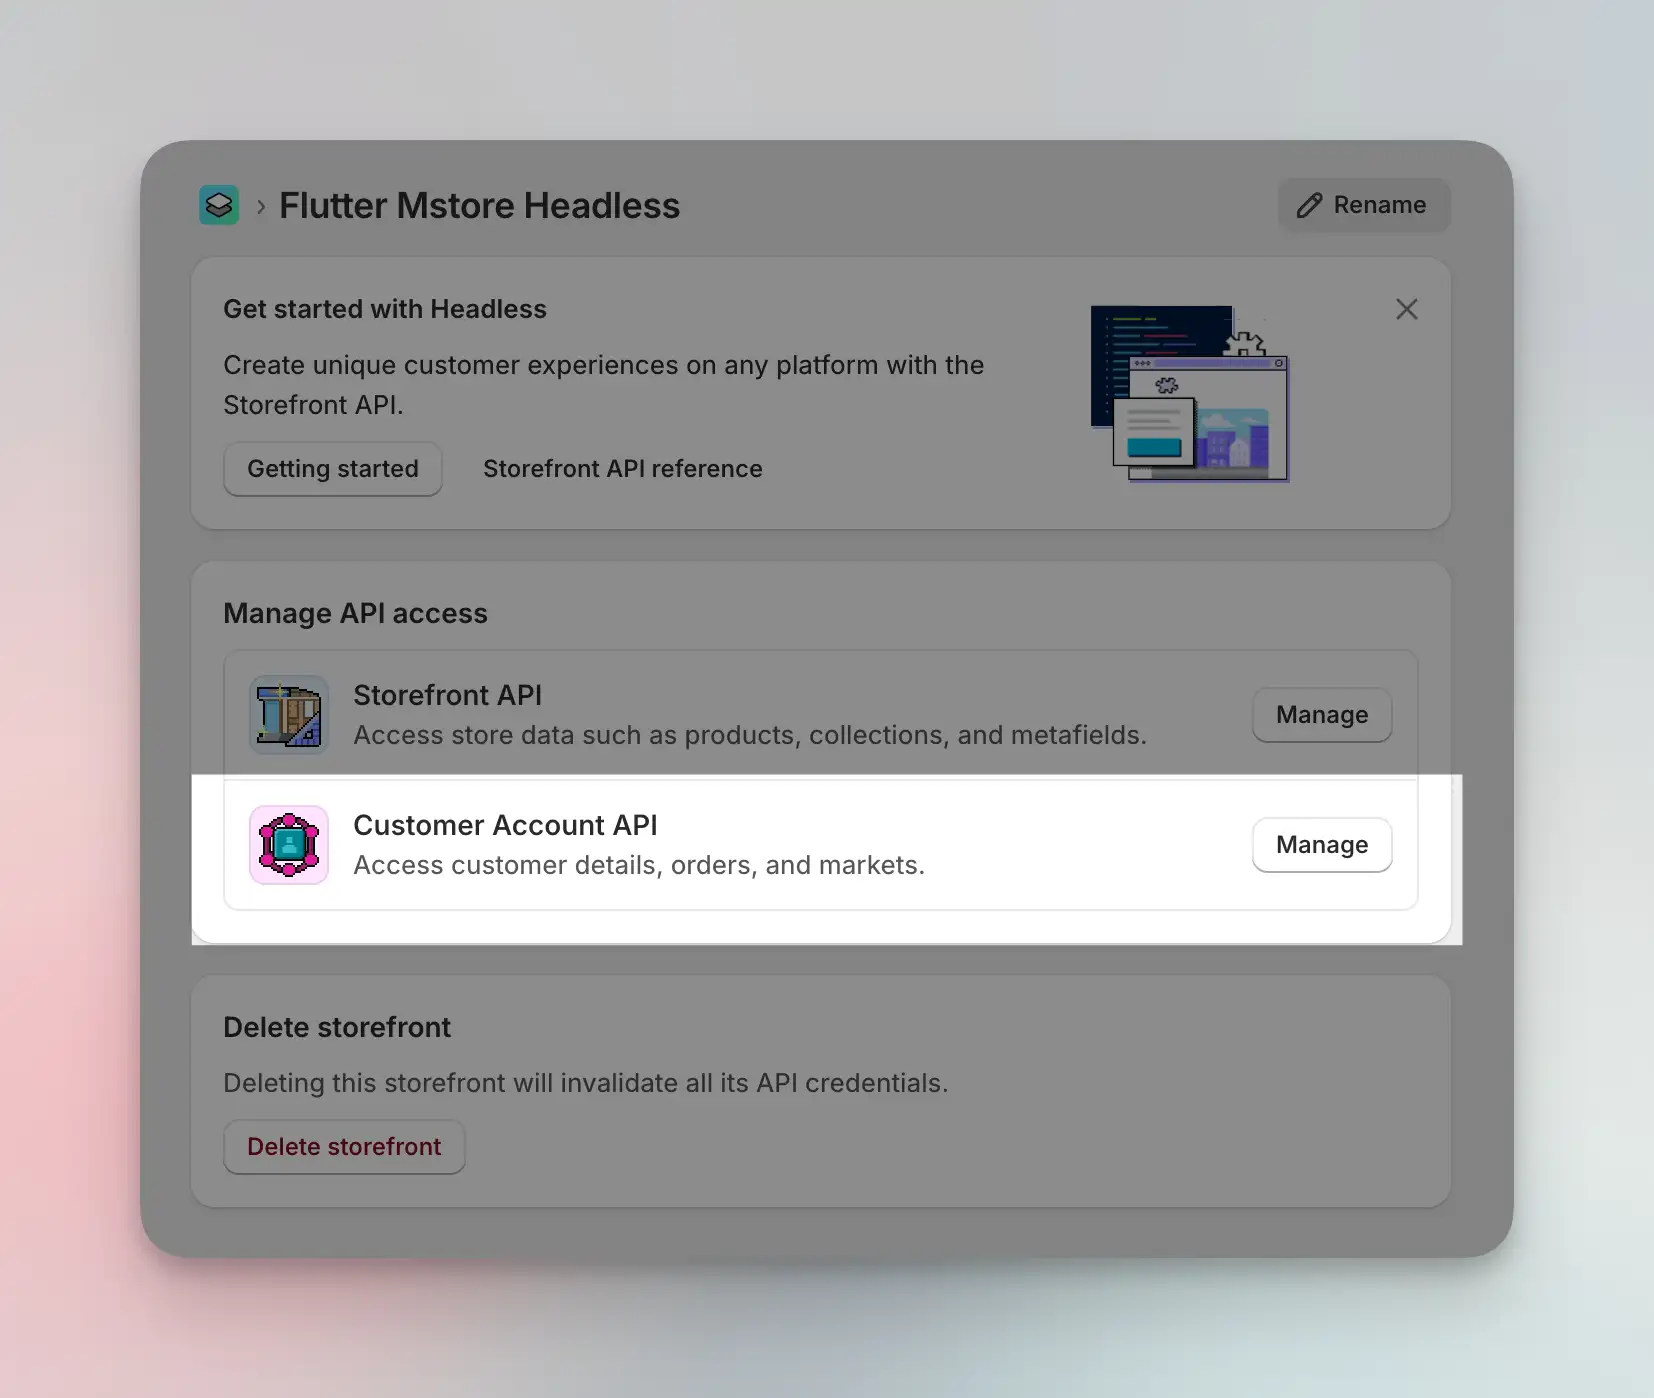 Flutter Mstore Headless
Rename
Get started with Headless
Create unique customer experiences on any platform with the
Storefront API.
Getting started
Storefront API reference
Manage API access
Storefront API
Access store data such as products, collections, and metafields.
Manage
Customer Account API
Access customer details, orders, and markets.
Manage
Delete storefront
Deleting this storefront will invalidate all its API credentials.
Delete storefront